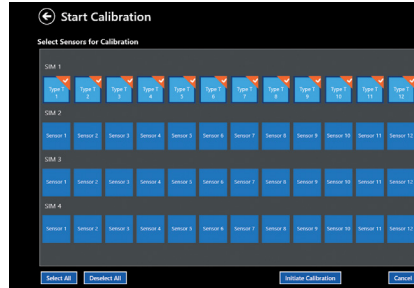 Start Calibration
Select Sensors for Calibration
SIM 1
Type T Type T Type T Type T Type T Type T Type T Type T Type T Type T Type T Type T
1 2 3 4 5 6 7 8 9 10 11 12
SIM 2
Sensor 1 Sensor 2 Sensor 3 Sensor 4 Sensor 5 Sensor 6 Sensor 7 Sensor 8 Sensor 9 Sensor 10 Sensor 11 Sensor 12
SIM 3
Sensor 1 Sensor 2 Sensor 3 Sensor 4 Sensor 5 Sensor 6 Sensor 7 Sensor 8 Sensor 9 Sensor 10 Sensor 11 Sensor 12
SIM 4
Sensor 1 Sensor 2 Sensor 3 Sensor 4 Sensor 5 Sensor 6 Sensor 7 Sensor 8 Sensor 9 Sensor 10 Sensor 11 Sensor 12
Select All Deselect All Initiate Calibration Cancel